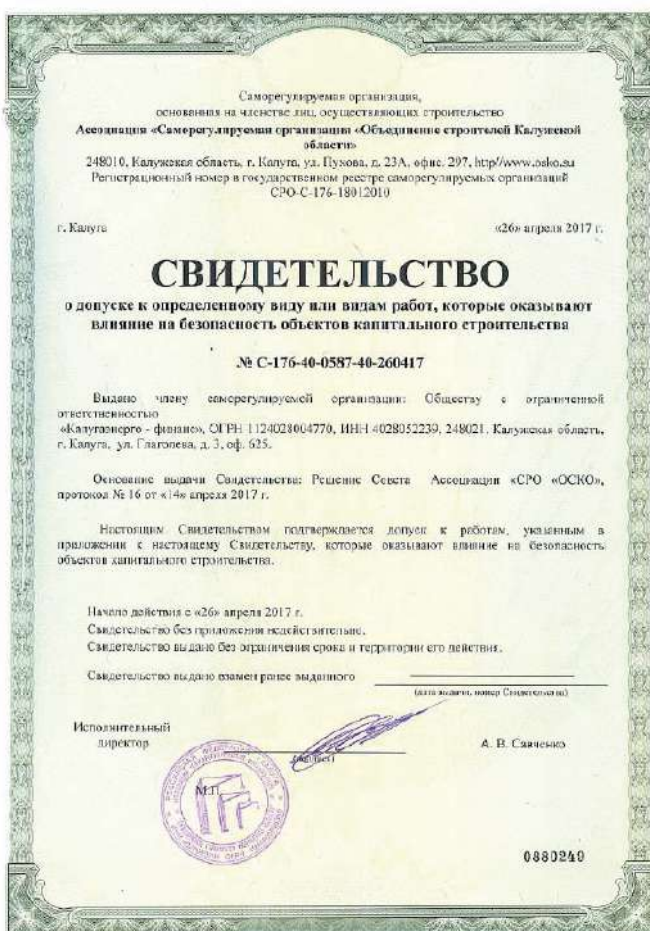 Саморегулируемая организация,
основанная на членстве лиц, осуществляющих строительство
Ассоциация «Саморегулируемая организация «Объединение строителей Калужской
области»
248010, Калужская область, г. Калуга, ул. Пухова, д. 23А, офис. 297, http//www.osko.su
Регистрационный номер в государственном реестре саморегулируемых организаций
СРО-С-176-18012010
г. Калуга «26» апреля 2017 г.
СВИДЕТЕЛЬСТВО
о допуске к определенному виду или видам работ, которые оказывают
влияние на безопасность объектов капитального строительства
№ С-176-40-0587-40-260417
Выдано члену саморегулируемой организации: Обществу с ограниченной
ответственностью
«Калугаэнерго - финанс», ОГРН 1124028004770, ИНН 4028052239, 248021, Калужская область,
г. Калуга, ул. Глаголева, д. 3, оф. 625.
Основание выдачи Свидетельства: Решение Совета Ассоциации «СРО «ОСКО»,
протокол № 16 от «14» апреля 2017 г.
Настоящим Свидетельством подтверждается допуск к работам, указанным в
приложении к настоящему Свидетельству, которые оказывают влияние на безопасность
объектов капитального строительства.
Начало действия с «26» апреля 2017 г.
Свидетельство без приложения недействительно.
Свидетельство выдано без ограничения срока и территории его действия.
Свидетельство выдано взамен ранее выданного
(дата выдачи, номер Свидетельства)
Исполнительный
директор А. В. Савченко
(подпись)
М.П.
0880249